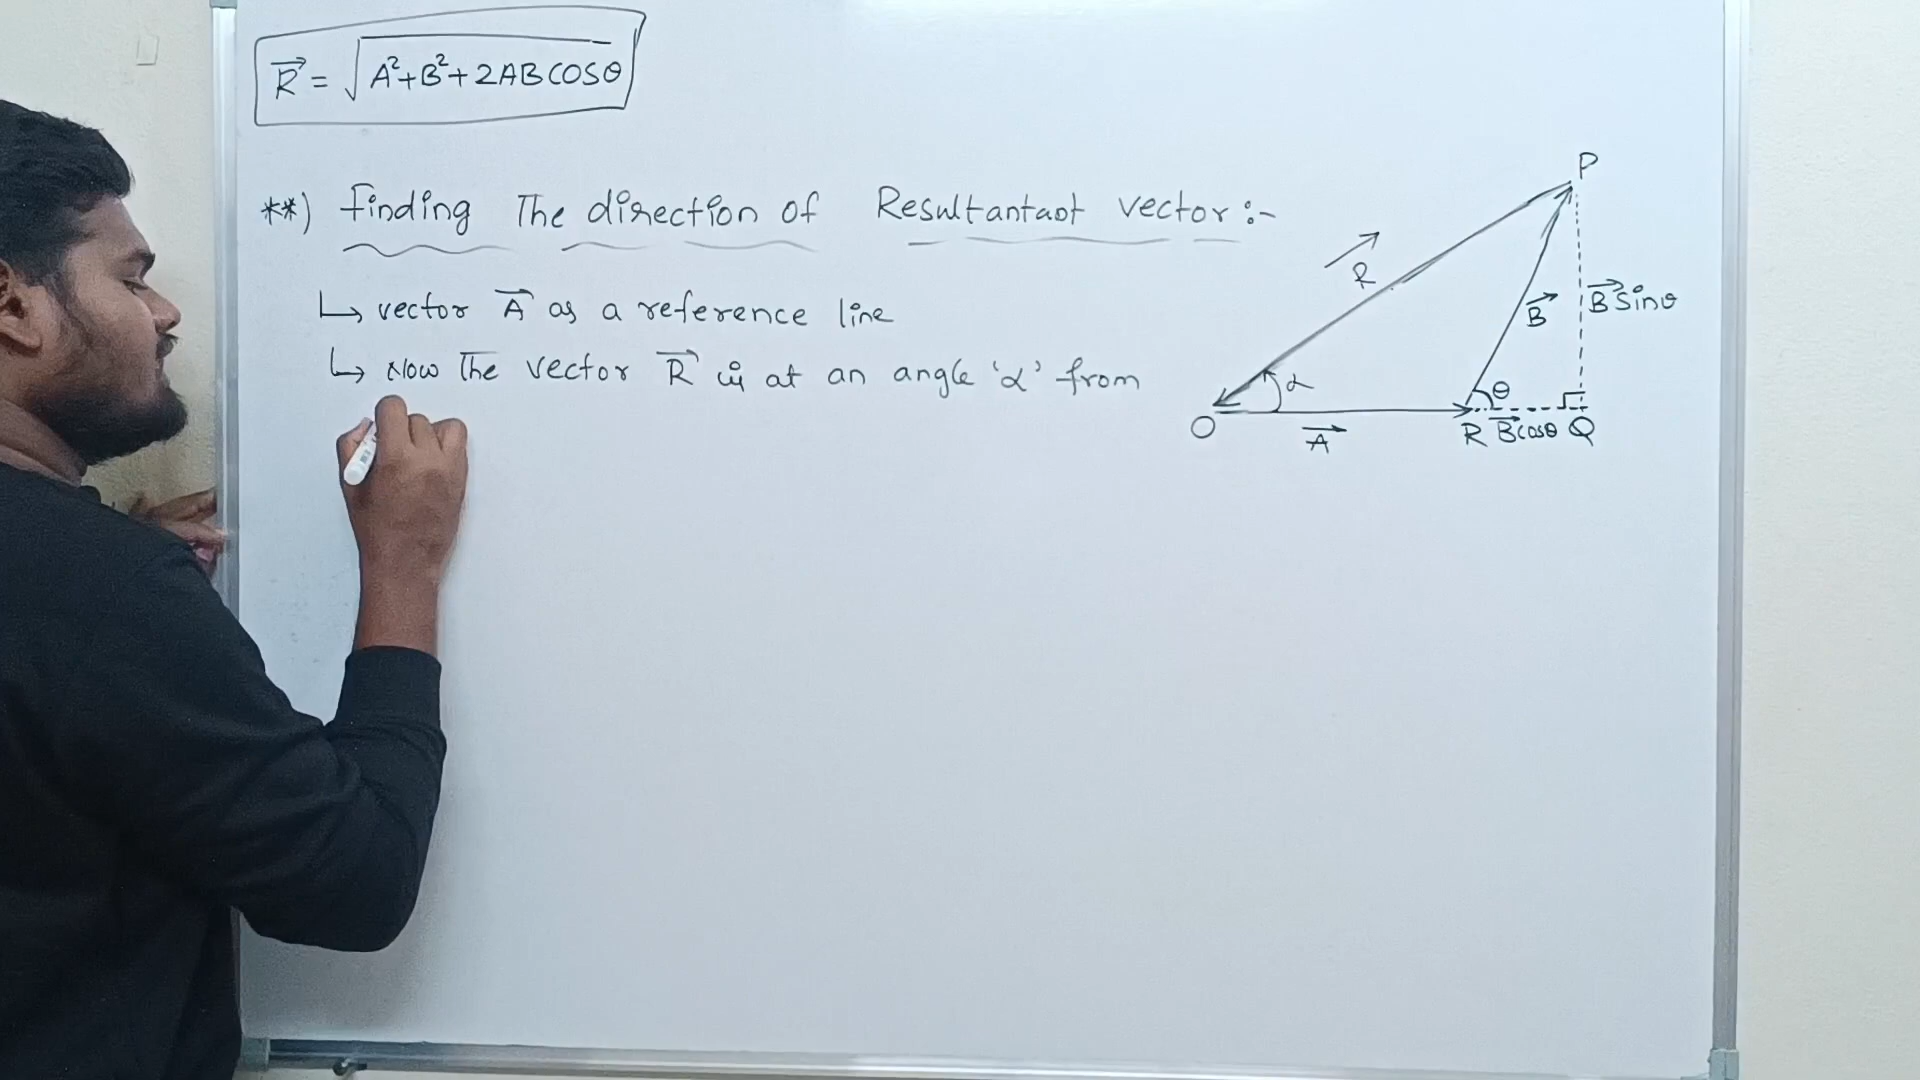 R⃗ = √A²+B²+2ABCOSθ
**) Finding The direction of Resultantaot vector :-
↳ vector A⃗ as a reference line
↳ Now The vector R⃗ is at an angle 'α' from
P
R
B⃗
B⃗ Sinθ
α
θ
O
A⃗
R
B⃗cosθ
Q